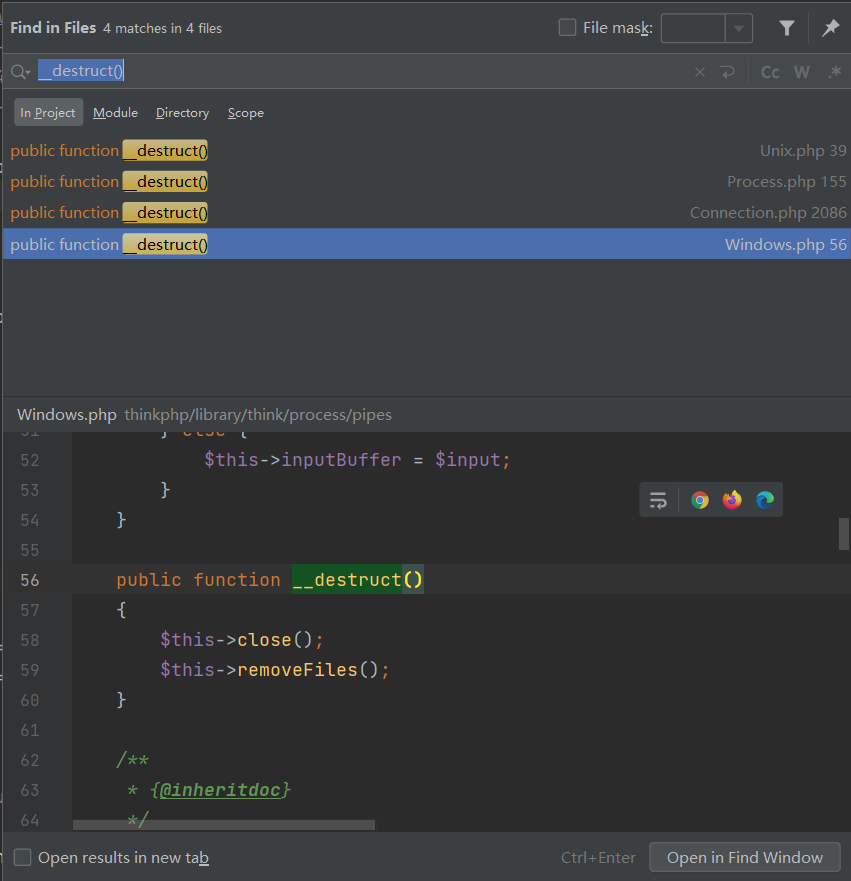 Find in Files 4 matches in 4 files File mask:
__destruct() Cc W .*
In Project Module Directory Scope
public function __destruct() Unix.php 39
public function __destruct() Process.php 155
public function __destruct() Connection.php 2086
public function __destruct() Windows.php 56
Windows.php thinkphp/library/think/process/pipes
51 } else {
52 $this->inputBuffer = $input;
53 }
54 }
55
56 public function __destruct()
57 {
58 $this->close();
59 $this->removeFiles();
60 }
61
62 /**
63 * {@inheritdoc}
64 */
Open results in new tab Ctrl+Enter Open in Find Window